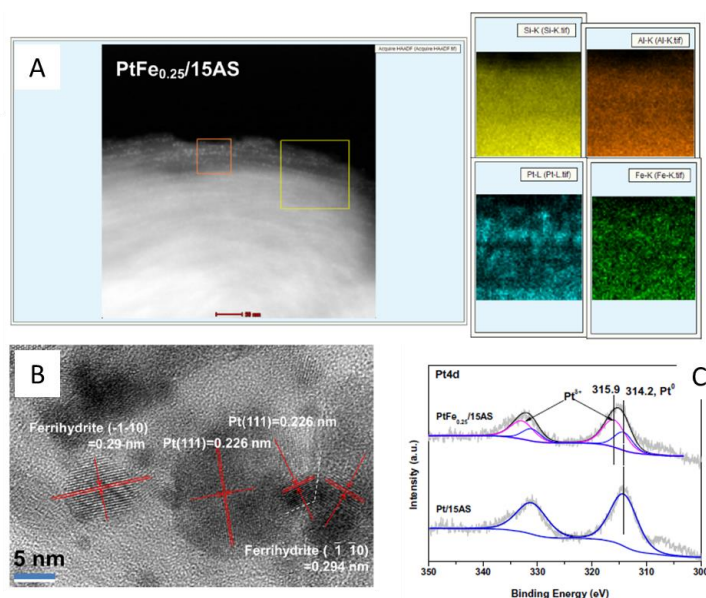 A
Acquire HAADF (Acquire HAADF.tif)
PtFe0.25/15AS
Si-K (Si-K.tif)
Al-K (Al-K.tif)
Pt-L (Pt-L.tif)
Fe-K (Fe-K.tif)
B
Ferrihydrite (-1-10)
=0.29 nm
Pt(111)=0.226 nm
Pt(111)=0.226 nm
Ferrihydrite (1̄ 1̄0)
=0.294 nm
5 nm
C
Pt4d
315.9
314.2, Pt0
Ptδ+
PtFe0.25/15AS
Pt/15AS
Intensity (a.u.)
350 340 330 320 310 300
Binding Energy (eV)